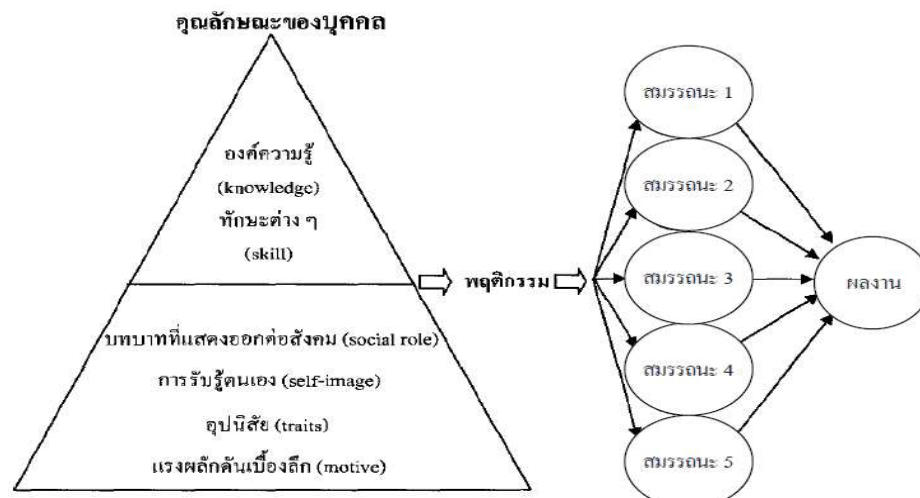 คุณลักษณะของบุคคล
องค์ความรู้
(knowledge)
ทักษะต่าง ๆ
(skill)
บทบาทที่แสดงออกต่อสังคม (social role)
การรับรู้ตนเอง (self-image)
อุปนิสัย (traits)
แรงผลักดันเบื้องลึก (motive)
พฤติกรรม
สมรรถนะ 1
สมรรถนะ 2
สมรรถนะ 3
สมรรถนะ 4
สมรรถนะ 5
ผลงาน